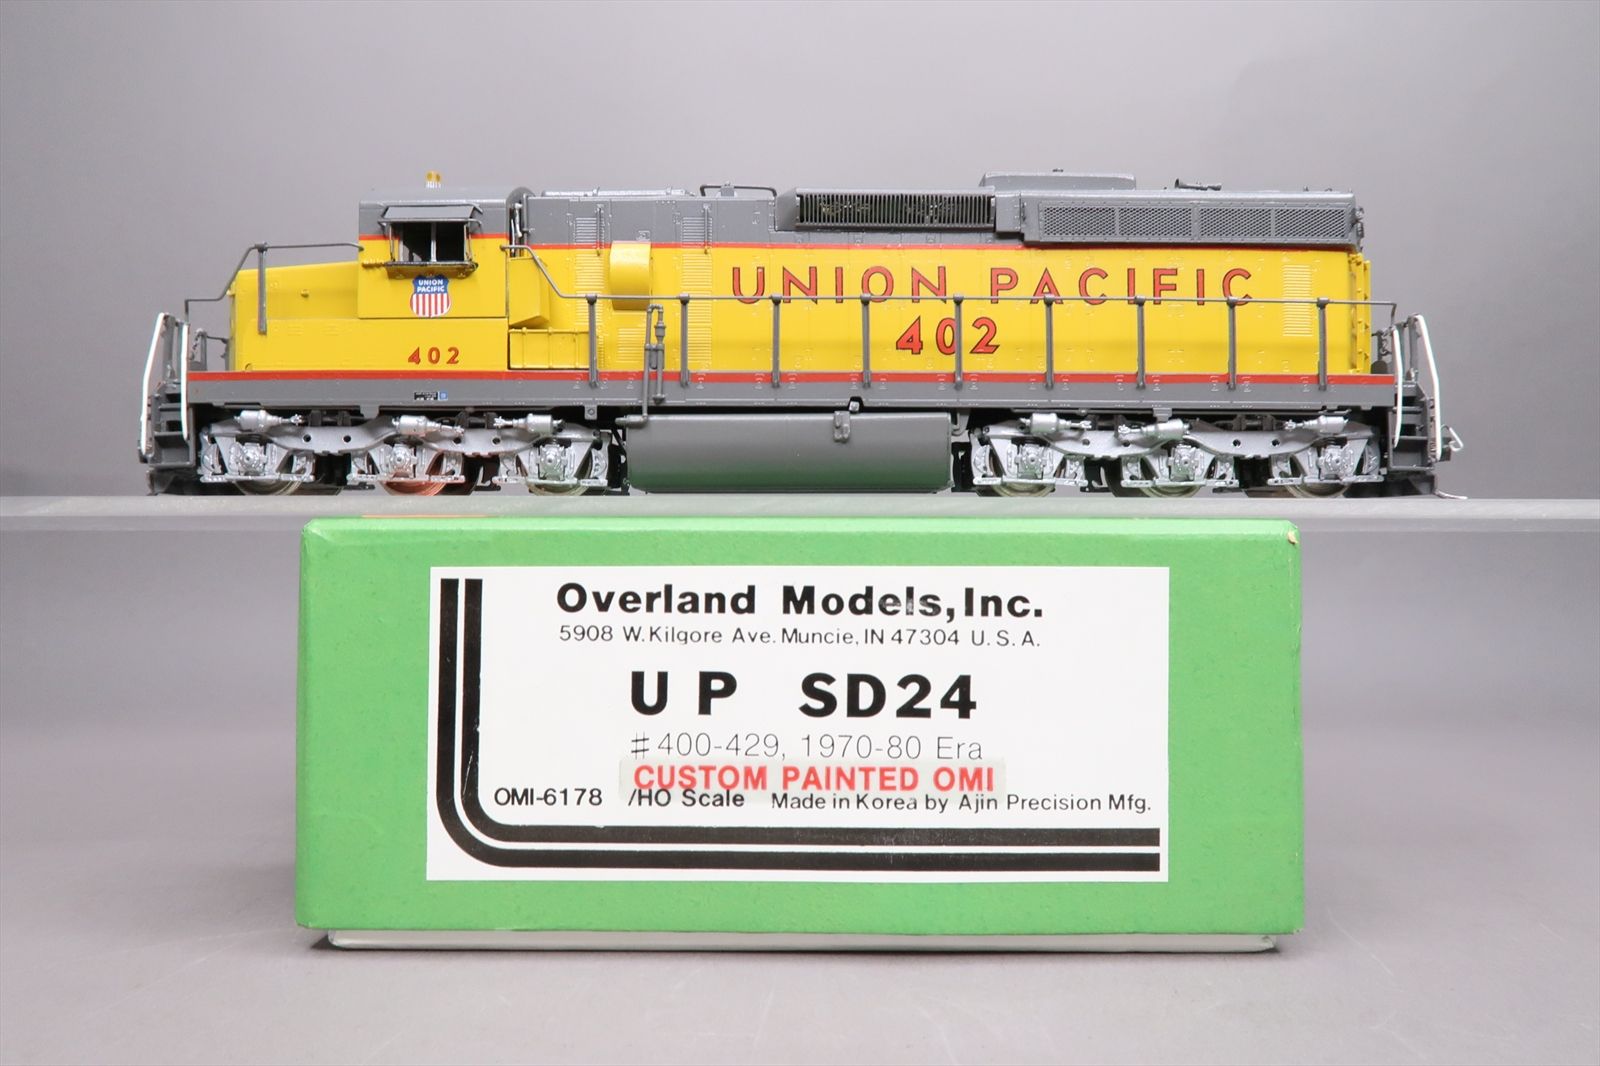 UNION PACIFIC
402
UNION
PACIFIC
402
Overland Models, Inc.
5908 W. Kilgore Ave. Muncie, IN 47304 U.S.A.
UP SD24
#400-429, 1970-80 Era
CUSTOM PAINTED OMI
OMI-6178 /HO Scale Made in Korea by Ajin Precision Mfg.